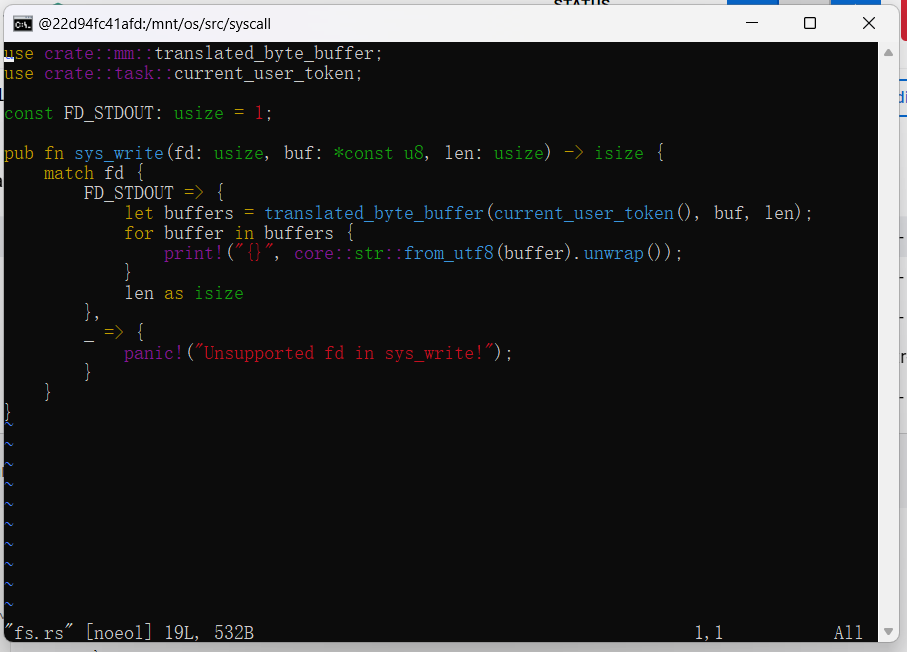 STATUS
@22d94fc41afd:/mnt/os/src/syscall
use crate::mm::translated_byte_buffer;
use crate::task::current_user_token;
const FD_STDOUT: usize = 1;
pub fn sys_write(fd: usize, buf: *const u8, len: usize) -> isize {
    match fd {
        FD_STDOUT => {
            let buffers = translated_byte_buffer(current_user_token(), buf, len);
            for buffer in buffers {
                print!("{}", core::str::from_utf8(buffer).unwrap());
            }
            len as isize
        },
        _ => {
            panic!("Unsupported fd in sys_write!");
        }
    }
}
~
~
~
~
~
~
~
~
~
~
"fs.rs" [noeol] 19L, 532B 1,1 All